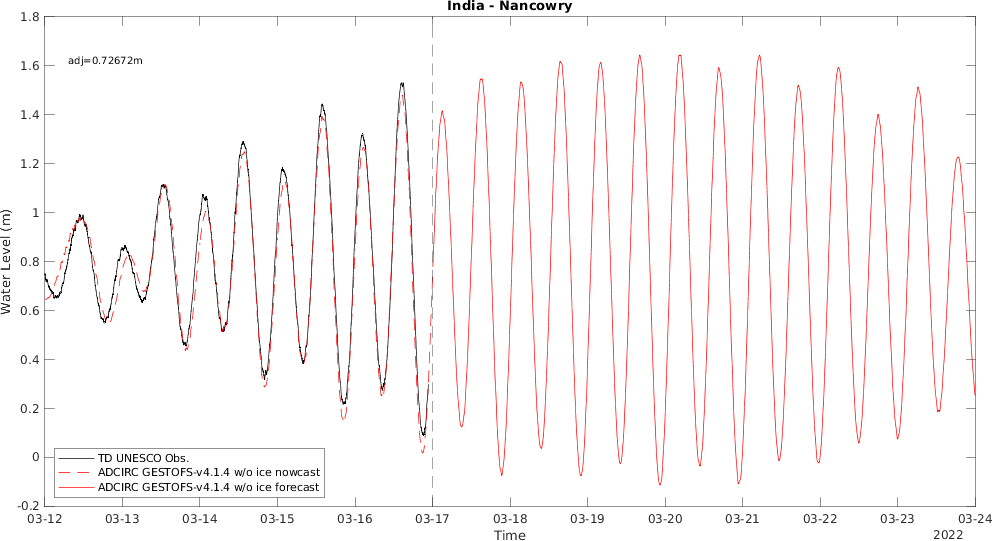 India - Nancowry
1.8
1.6
1.4
1.2
1
0.8
0.6
0.4
0.2
0
-0.2
Water Level (m)
adj=0.72672m
TD UNESCO Obs.
ADCIRC GESTOFS-v4.1.4 w/o ice nowcast
ADCIRC GESTOFS-v4.1.4 w/o ice forecast
03-12 03-13 03-14 03-15 03-16 03-17 03-18 03-19 03-20 03-21 03-22 03-23 03-24
Time
2022